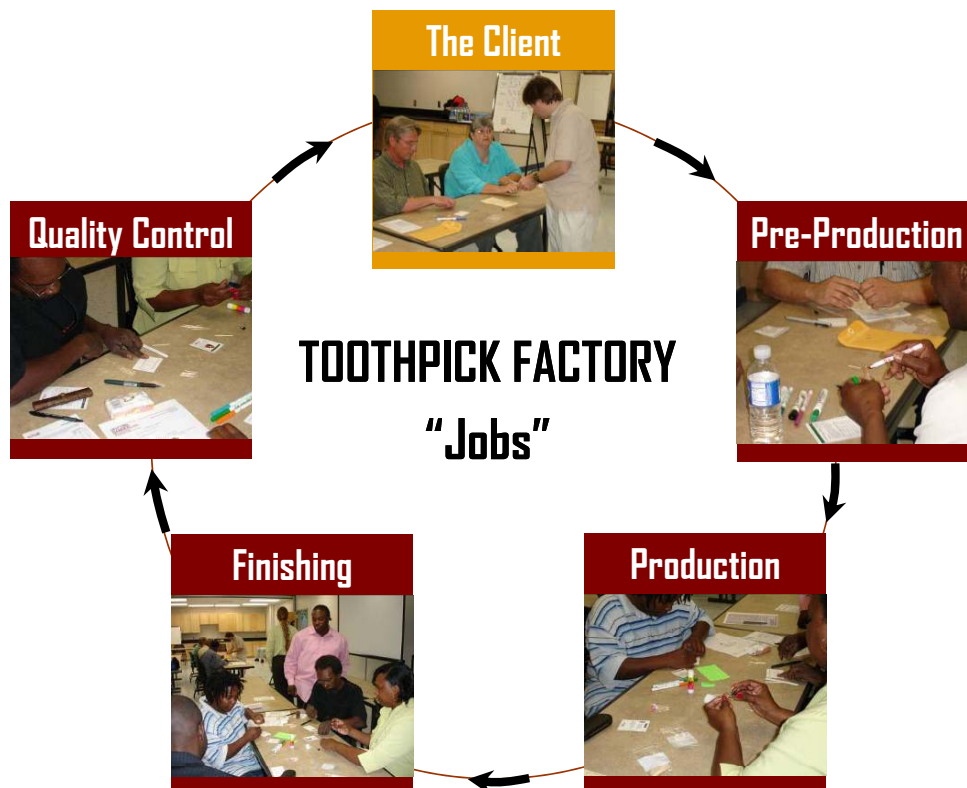 The Client
Quality Control
Pre-Production
TOOTHPICK FACTORY
“Jobs”
Finishing
Production